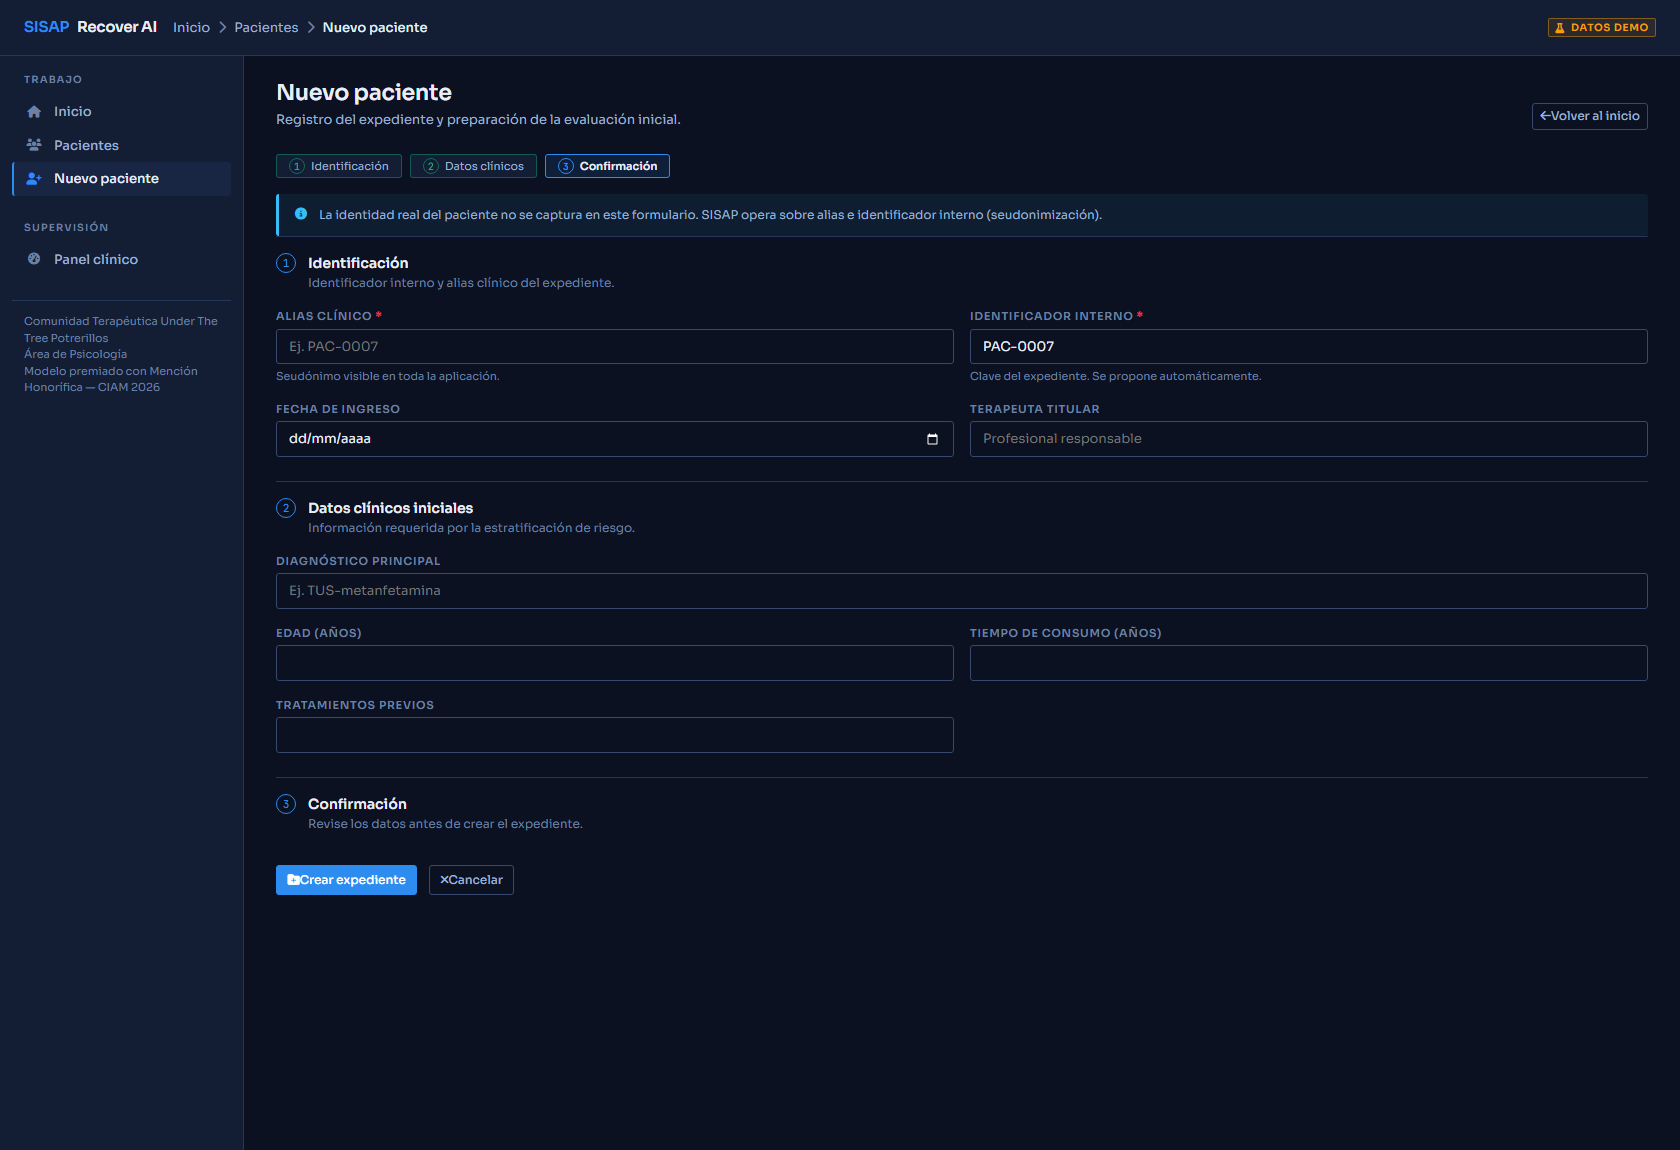 SISAP Recover AI Inicio Pacientes Nuevo paciente
DATOS DEMO
TRABAJO
Inicio
Pacientes
Nuevo paciente
SUPERVISIÓN
Panel clínico
Comunidad Terapéutica Under The
Tree Potrerillos
Área de Psicología
Modelo premiado con Mención
Honorífica — CIAM 2026
Nuevo paciente
Registro del expediente y preparación de la evaluación inicial.
Volver al inicio
1 Identificación
2 Datos clínicos
3 Confirmación
La identidad real del paciente no se captura en este formulario. SISAP opera sobre alias e identificador interno (seudonimización).
1 Identificación
Identificador interno y alias clínico del expediente.
ALIAS CLÍNICO *
Ej. PAC-0007
Seudónimo visible en toda la aplicación.
IDENTIFICADOR INTERNO *
PAC-0007
Clave del expediente. Se propone automáticamente.
FECHA DE INGRESO
dd/mm/aaaa
TERAPEUTA TITULAR
Profesional responsable
2 Datos clínicos iniciales
Información requerida por la estratificación de riesgo.
DIAGNÓSTICO PRINCIPAL
Ej. TUS-metanfetamina
EDAD (AÑOS)
TIEMPO DE CONSUMO (AÑOS)
TRATAMIENTOS PREVIOS
3 Confirmación
Revise los datos antes de crear el expediente.
Crear expediente
Cancelar